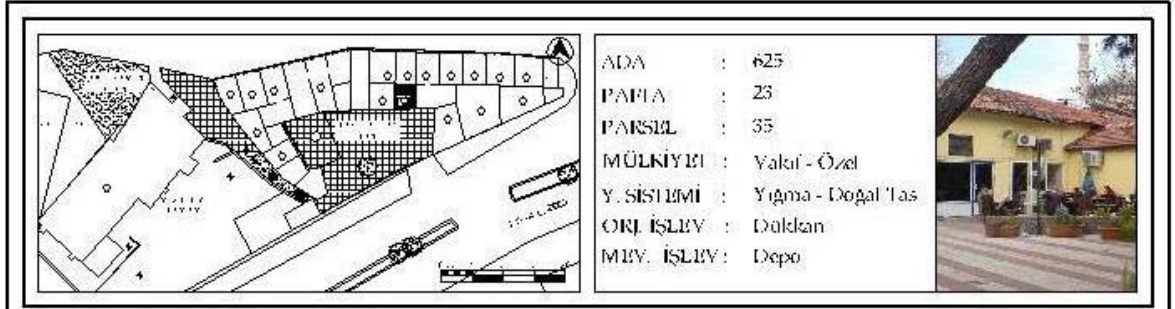 ADA : 625
PAFTA : 23
PARSEL : 35
MÜLKİYET : Vakıf - Özel
Y. SİSTEMİ : Yığma - Doğal Taş
ORJ. İŞLEV : Dükkan
MEV. İŞLEV : Depo